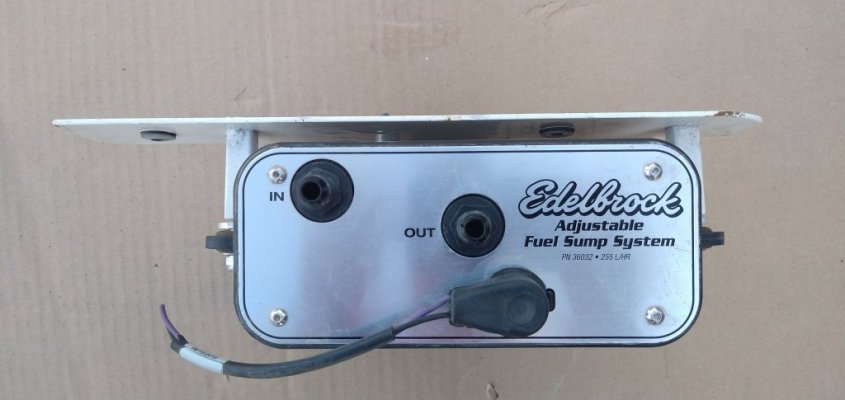 IN
OUT
Edelbrock
Adjustable
Fuel Sump System
PN 36032 • 255 L/HR